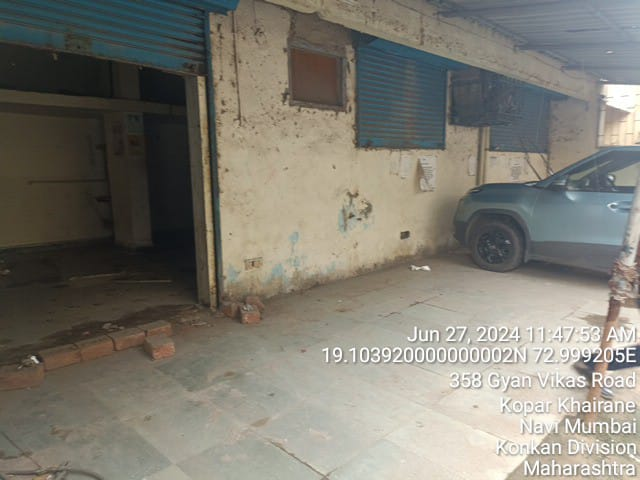 Jun 27, 2024 11:47:53 AM
19.103920000000002N 72.999205E
358 Gyan Vikas Road
Kopar Khairane
Navi Mumbai
Konkan Division
Maharashtra